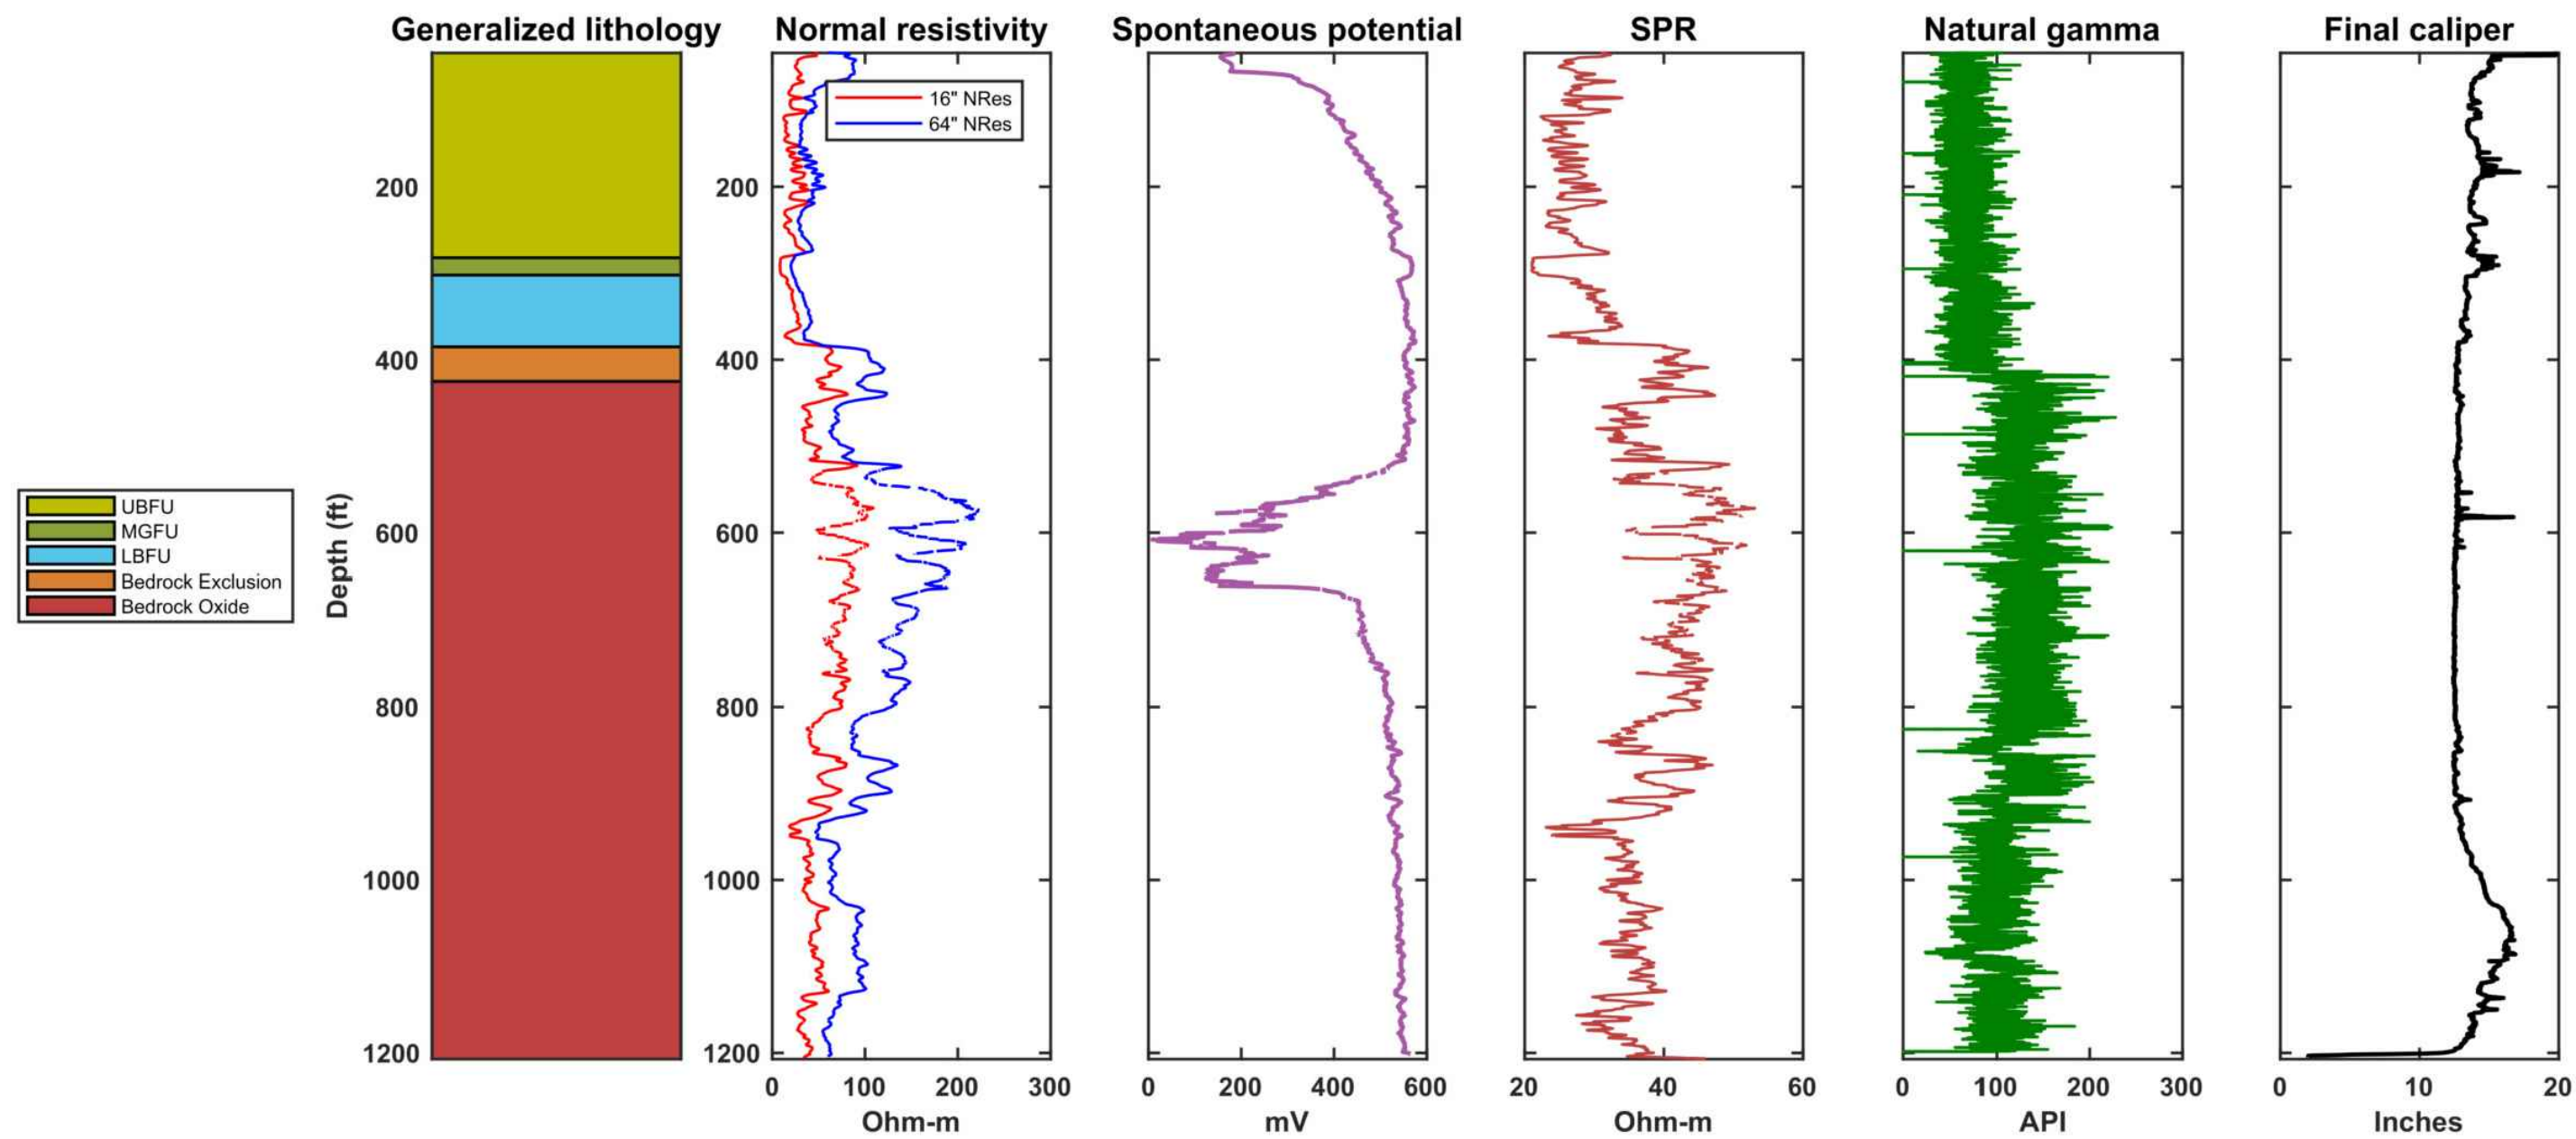 Generalized lithology
Normal resistivity
Spontaneous potential
SPR
Natural gamma
Final caliper
16" NRes
64" NRes
UBFU
MGFU
LBFU
Bedrock Exclusion
Bedrock Oxide
Depth (ft)
200
400
600
800
1000
1200
200
400
600
800
1000
1200
0 100 200 300
Ohm-m
0 200 400 600
mV
20 40 60
Ohm-m
0 100 200 300
API
0 10 20
Inches